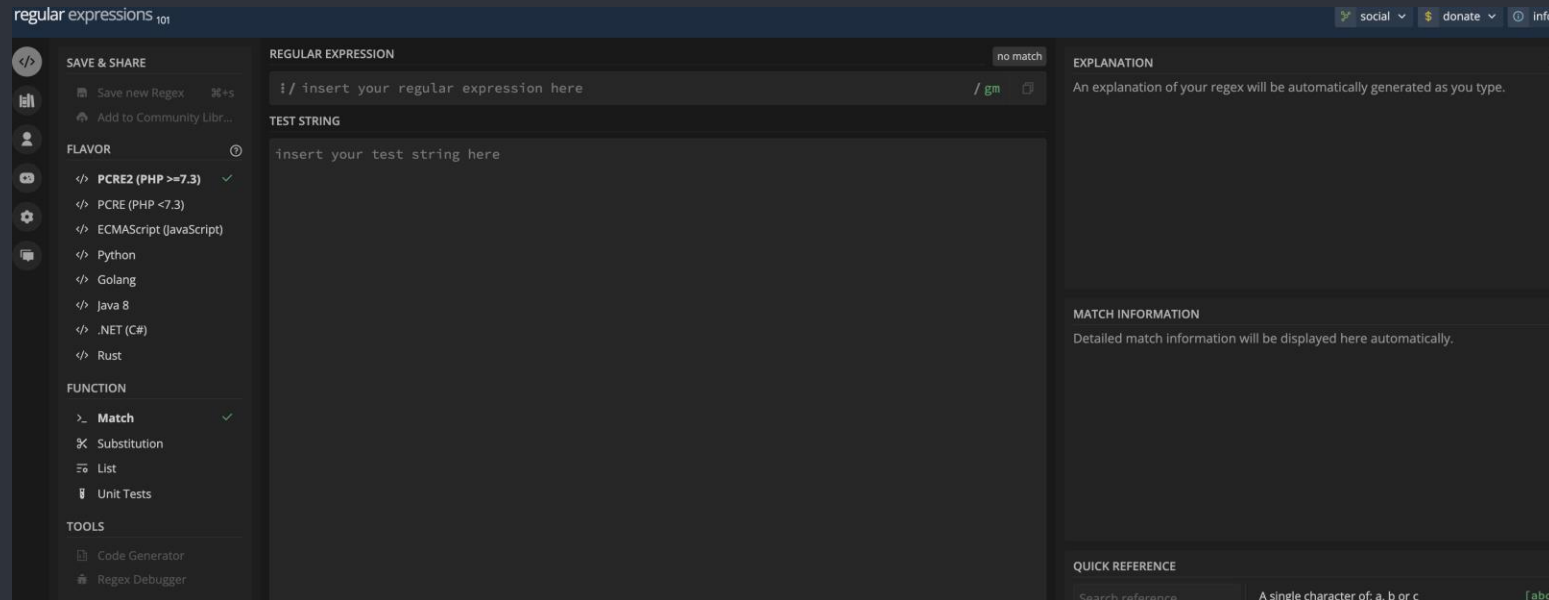 regular expressions 101
social
donate
SAVE & SHARE
Save new Regex ⌘+s
Add to Community Libr...
FLAVOR
</> PCRE2 (PHP >=7.3)
</> PCRE (PHP <7.3)
</> ECMAScript (JavaScript)
</> Python
</> Golang
</> Java 8
</> .NET (C#)
</> Rust
FUNCTION
Match
Substitution
List
Unit Tests
TOOLS
Code Generator
Regex Debugger
REGULAR EXPRESSION
no match
/ insert your regular expression here / gm
TEST STRING
insert your test string here
EXPLANATION
An explanation of your regex will be automatically generated as you type.
MATCH INFORMATION
Detailed match information will be displayed here automatically.
QUICK REFERENCE
Search reference
A single character of: a, b or c